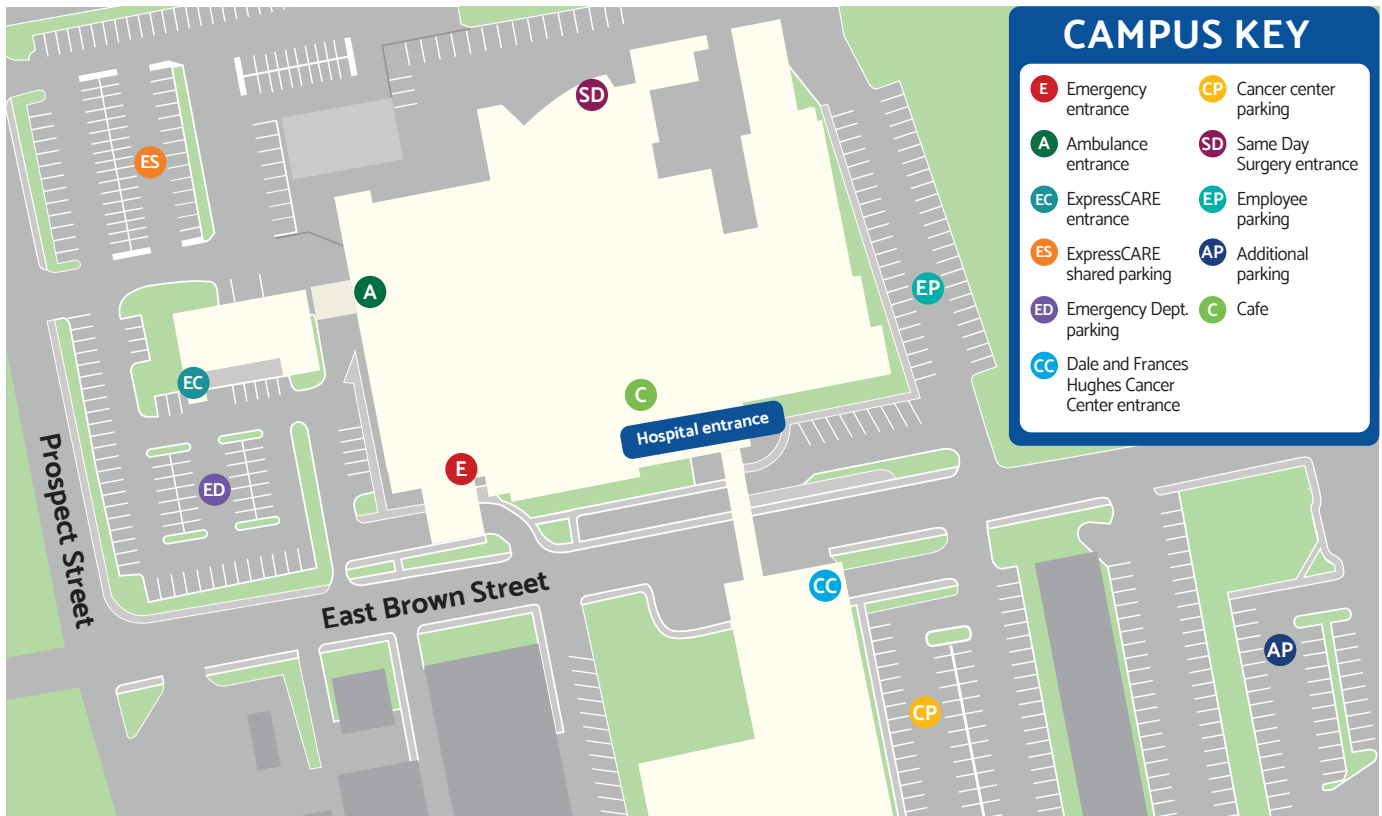 CAMPUS KEY
E
Emergency
entrance
A
Ambulance
entrance
EC
ExpressCARE
entrance
ES
ExpressCARE
shared parking
ED
Emergency Dept.
parking
CC
Dale and Frances
Hughes Cancer
Center entrance
CP
Cancer center
parking
SD
Same Day
Surgery entrance
EP
Employee
parking
AP
Additional
parking
C
Cafe
SD
ES
A
EP
EC
C
Hospital entrance
E
ED
Prospect Street
East Brown Street
CC
AP
CP